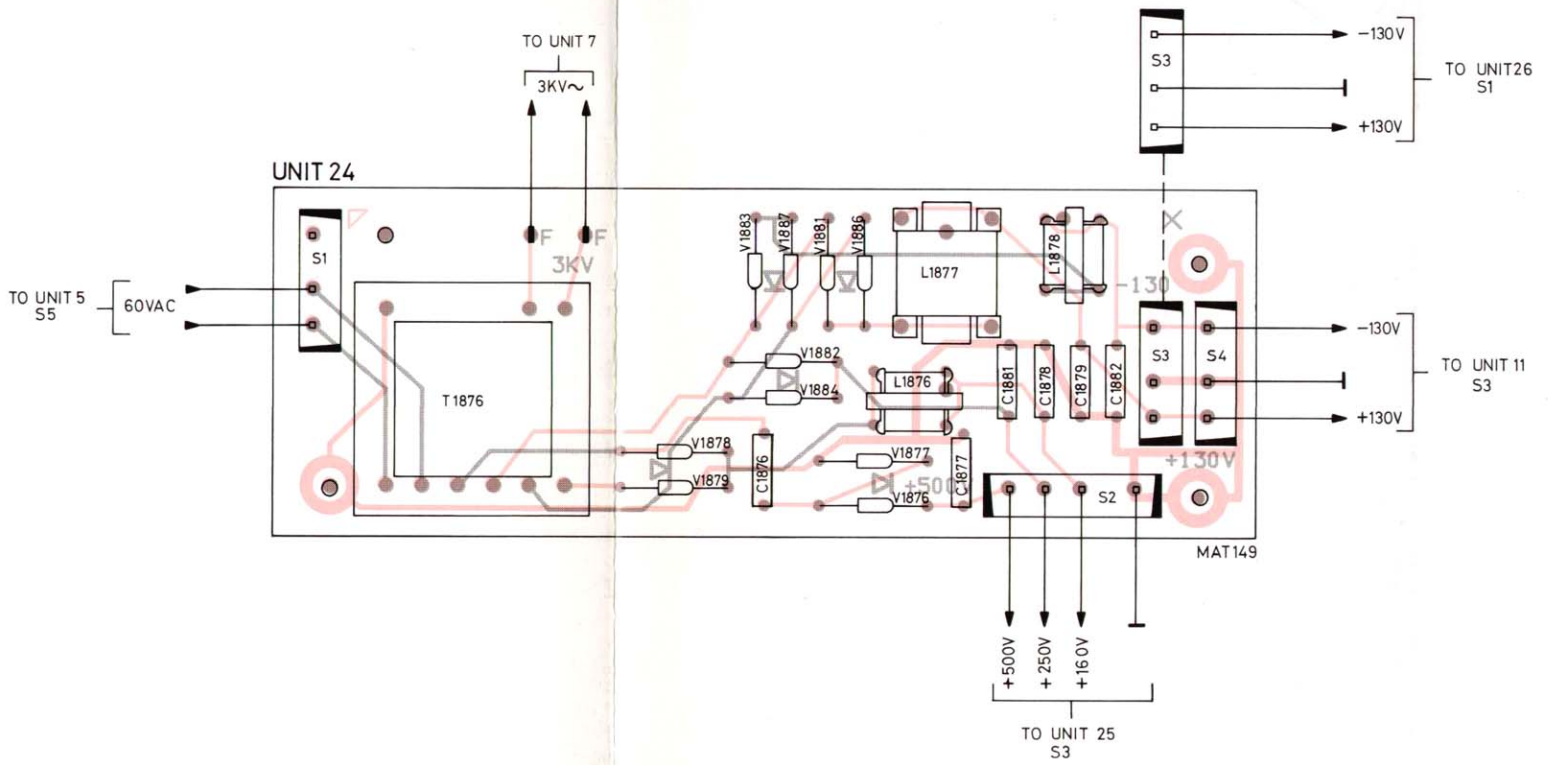 TO UNIT 7
3KV~
-130V
S3
TO UNIT26
S1
+130V
UNIT 24
S1
F F
3KV
V1883
V1887
V1881
V1886
L1877
L1878
-130
TO UNIT 5
S5
60VAC
T1876
V1882
V1884
L1876
C1881
C1878
C1879
C1882
S3
S4
-130V
TO UNIT 11
S3
+130V
V1878
V1879
C1876
V1877
V1876
+500V
C1877
+130V
S2
MAT149
+500V
+250V
+160V
TO UNIT 25
S3